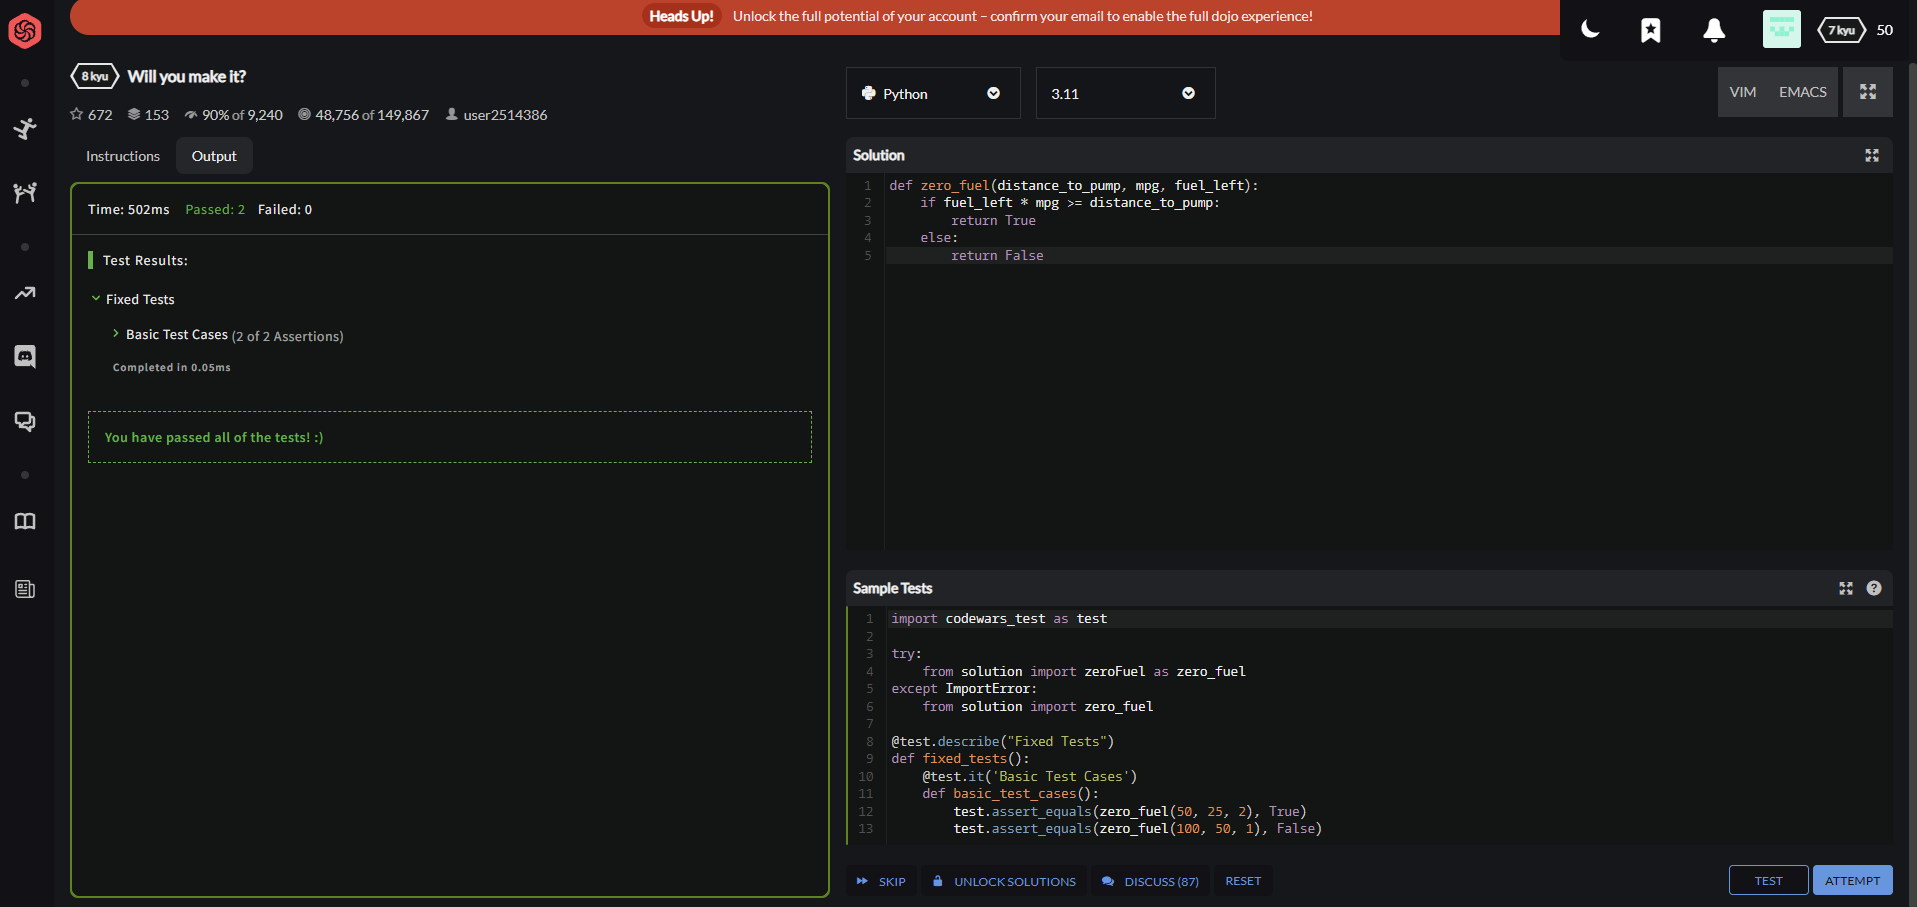 Heads Up! Unlock the full potential of your account – confirm your email to enable the full dojo experience!
7 kyu 50
8 kyu Will you make it?
672 153 90% of 9,240 48,756 of 149,867 user2514386
Instructions Output
Time: 502ms Passed: 2 Failed: 0
Test Results:
Fixed Tests
Basic Test Cases (2 of 2 Assertions)
Completed in 0.05ms
You have passed all of the tests! :)
Python 3.11
VIM EMACS
Solution
1 def zero_fuel(distance_to_pump, mpg, fuel_left):
2     if fuel_left * mpg >= distance_to_pump:
3         return True
4     else:
5         return False
Sample Tests
?
1 import codewars_test as test
2
3 try:
4     from solution import zeroFuel as zero_fuel
5 except ImportError:
6     from solution import zero_fuel
7
8 @test.describe("Fixed Tests")
9 def fixed_tests():
10     @test.it('Basic Test Cases')
11     def basic_test_cases():
12         test.assert_equals(zero_fuel(50, 25, 2), True)
13         test.assert_equals(zero_fuel(100, 50, 1), False)
SKIP UNLOCK SOLUTIONS DISCUSS (87) RESET TEST ATTEMPT